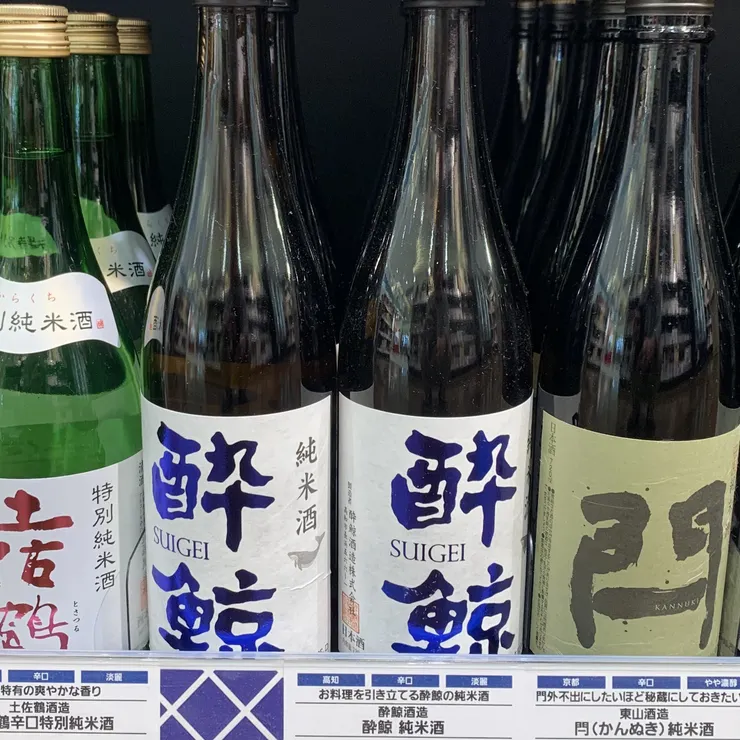 からくち
別純米酒
米酒
純
特別純米酒
土佐鶴
とさつる
純米酒
酔鯨
SUIGEI
酔鯨
SUIGEI
製造者 酔鯨酒造株式会社
日本酒
日本酒
閂
KANNUKI
辛口
淡麗
特有の爽やかな香り
土佐鶴酒造
鶴辛口特別純米酒
高知
辛口
淡麗
お料理を引き立てる酔鯨の純米酒
酔鯨酒造
酔鯨 純米酒
京都
辛口
やや濃醇
門外不出にしたいほど秘蔵にしておきたい
東山酒造
閂(かんぬき)純米酒